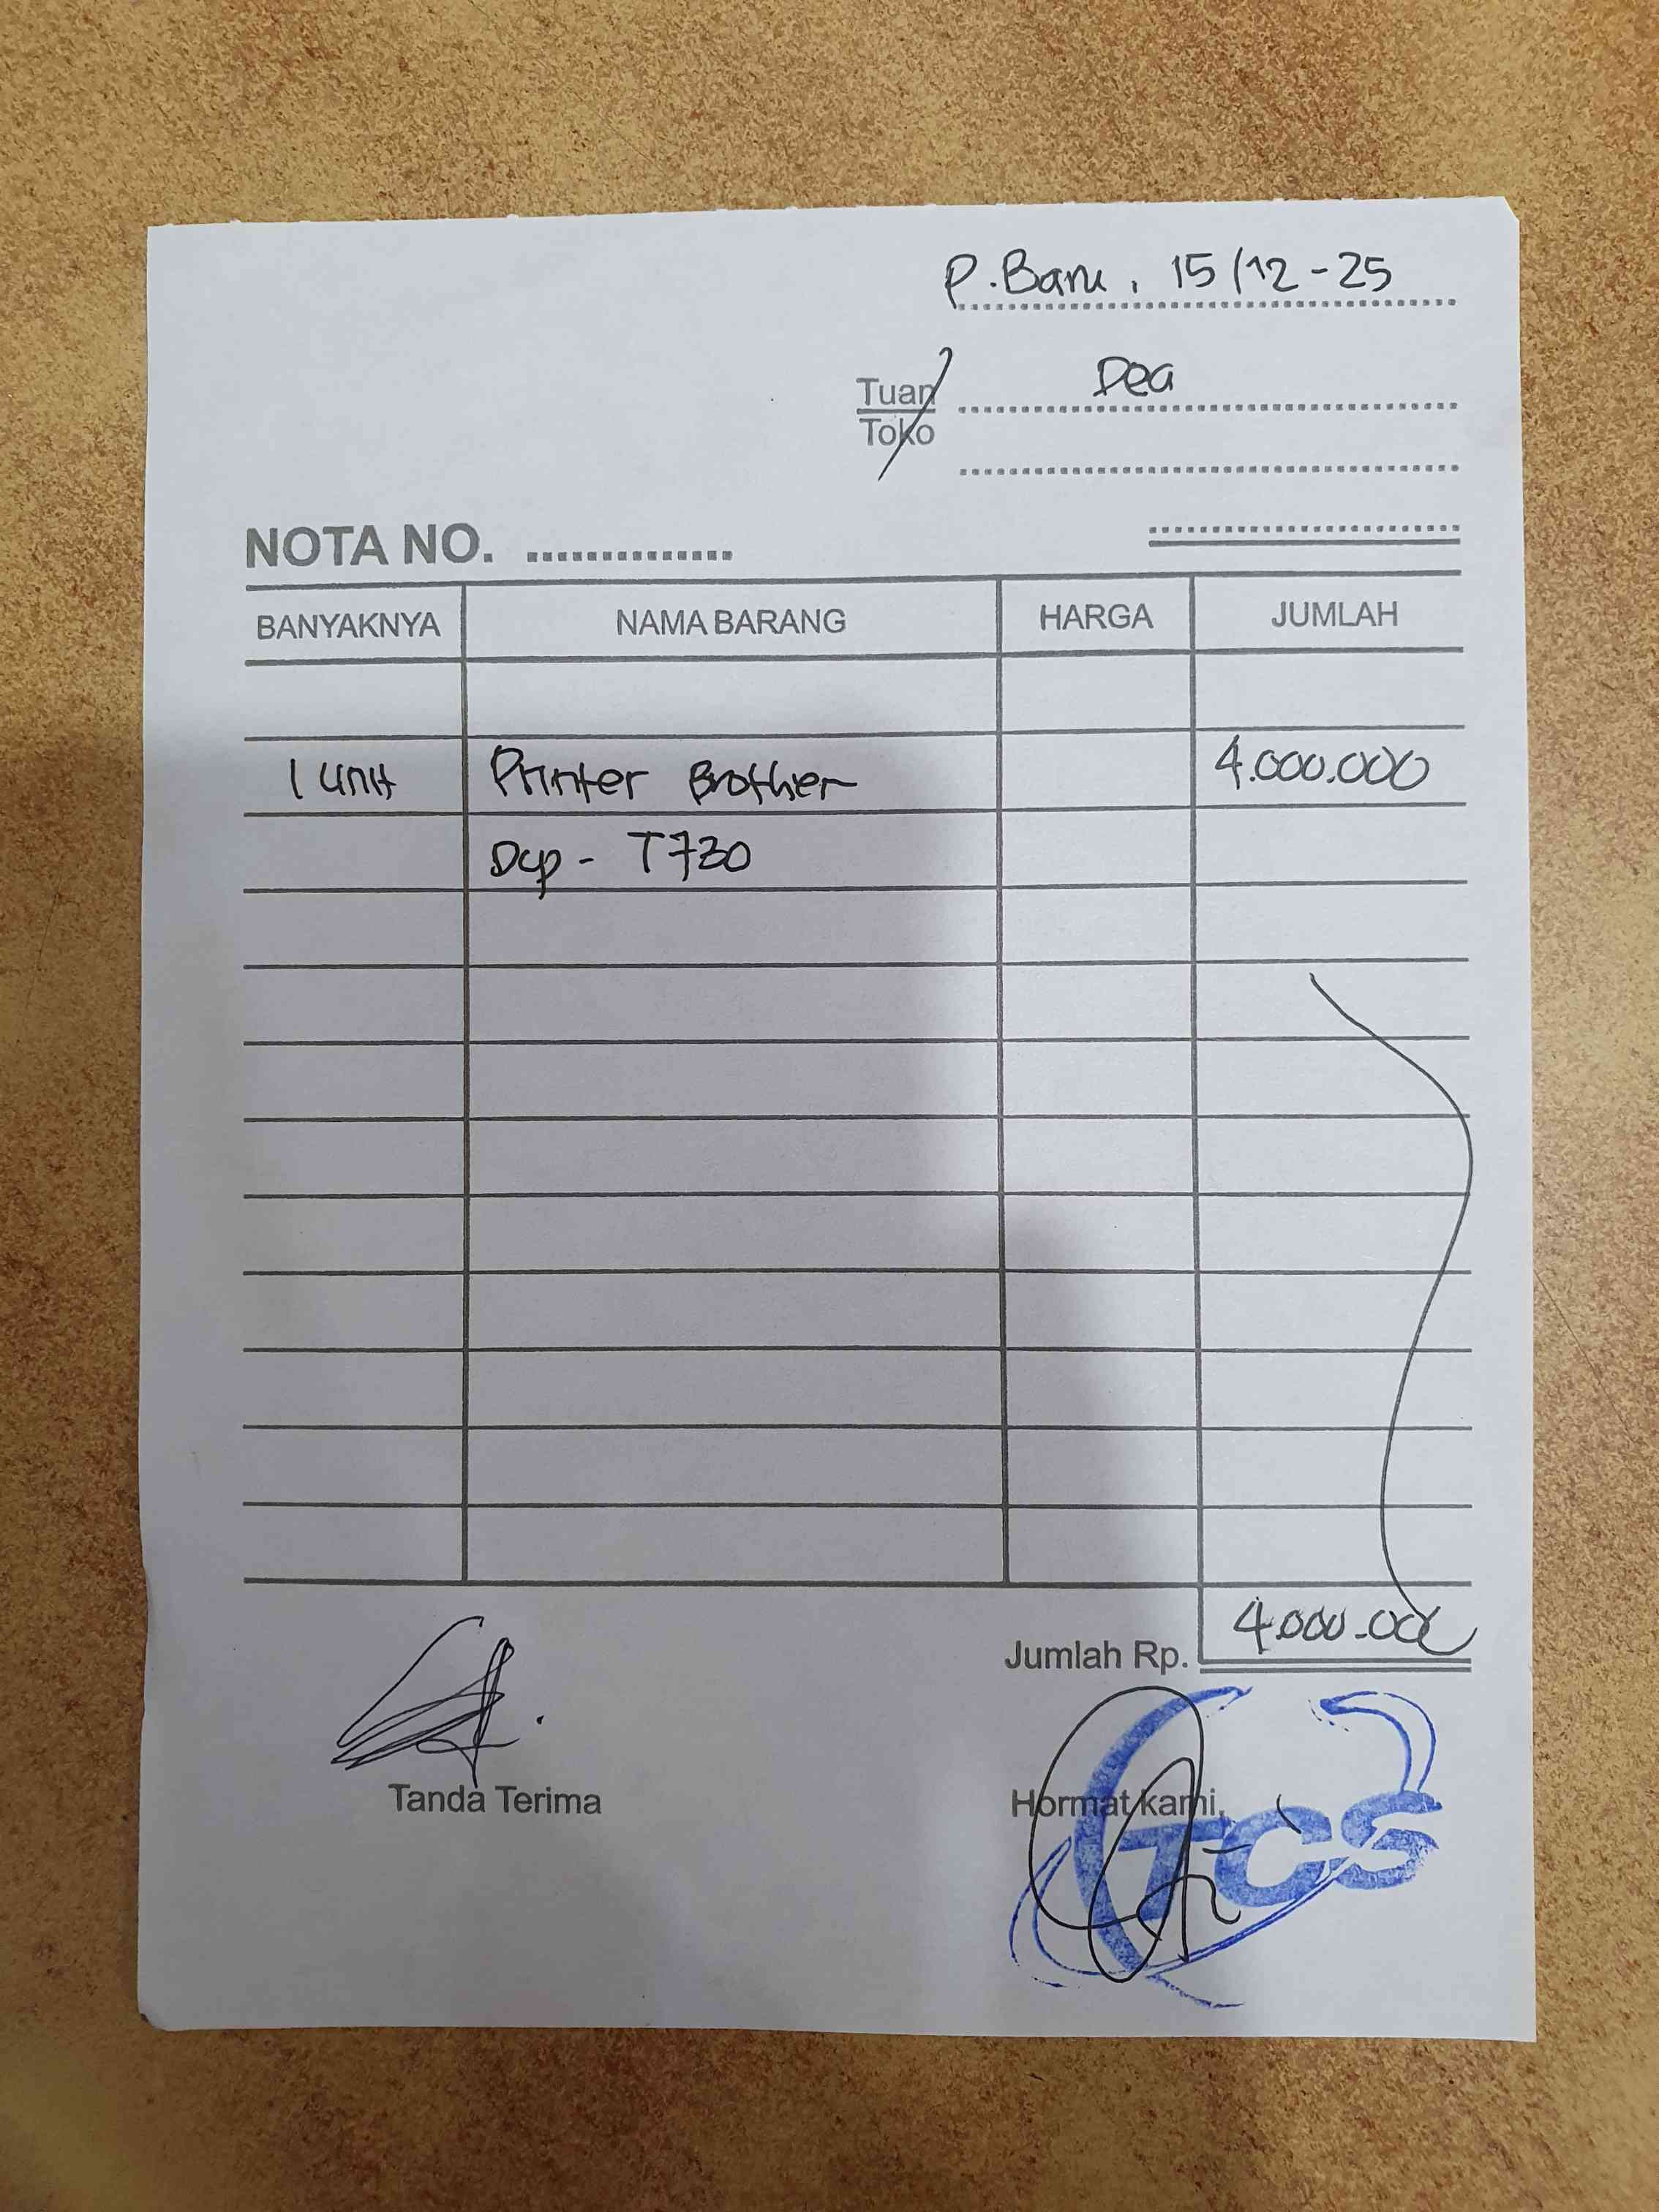 P.Baru, 15/12-25
Tuan Dea
Toko
NOTA NO. ...............
BANYAKNYA NAMA BARANG HARGA JUMLAH
1 unit Printer Brother 4.000.000
Dcp - T730
Jumlah Rp. 4.000.000
Tanda Terima Hormat kami,
TCS